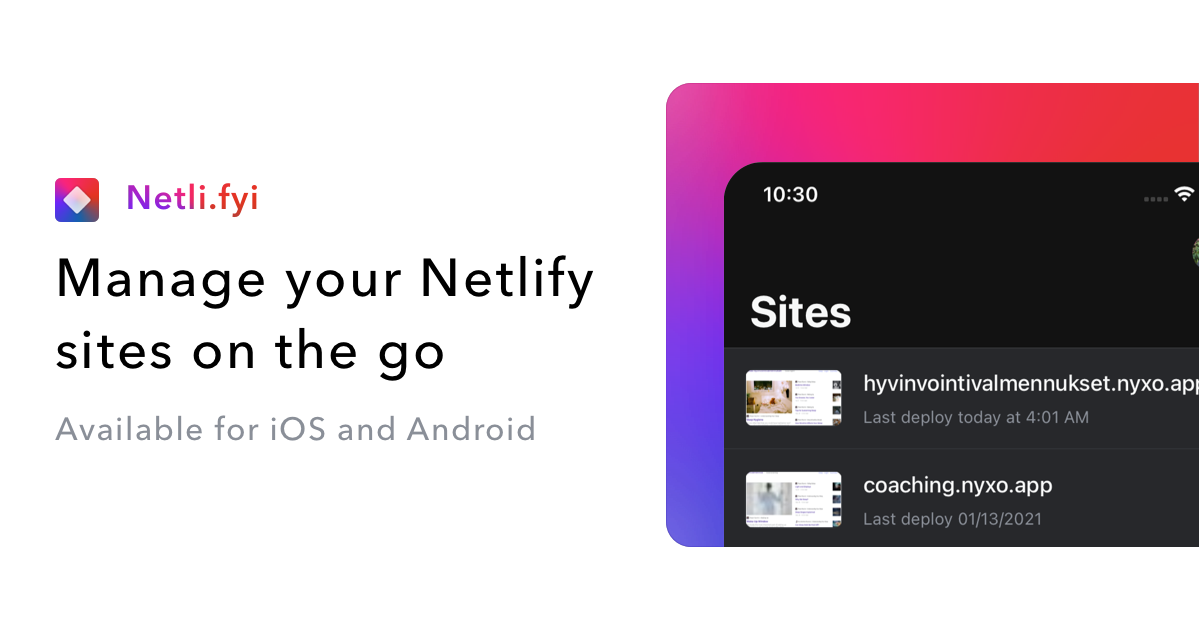 Netli.fyi
Manage your Netlify
sites on the go
Available for iOS and Android
10:30
Sites
hyvinvointivalmennukset.nyxo.app
Last deploy today at 4:01 AM
coaching.nyxo.app
Last deploy 01/13/2021